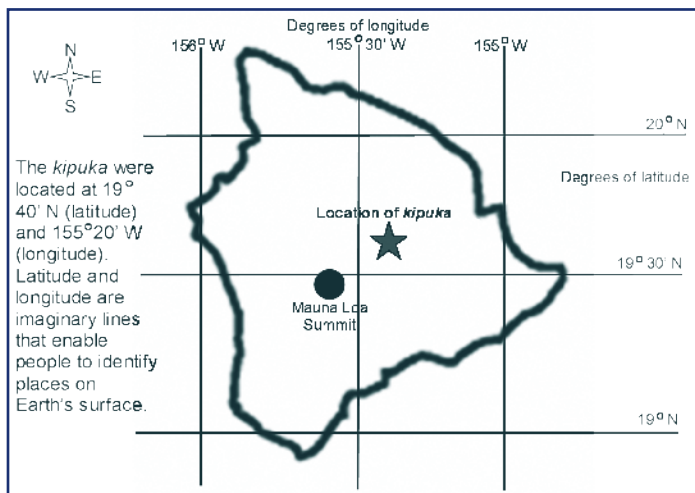 Degrees of longitude
156° W
155° 30' W
155° W
N
W E
S
20° N
The kipuka were
located at 19°
40' N (latitude)
and 155°20' W
(longitude).
Latitude and
longitude are
imaginary lines
that enable
people to identify
places on
Earth's surface.
Degrees of latitude
Location of kipuka
19° 30' N
Mauna Loa
Summit
19° N